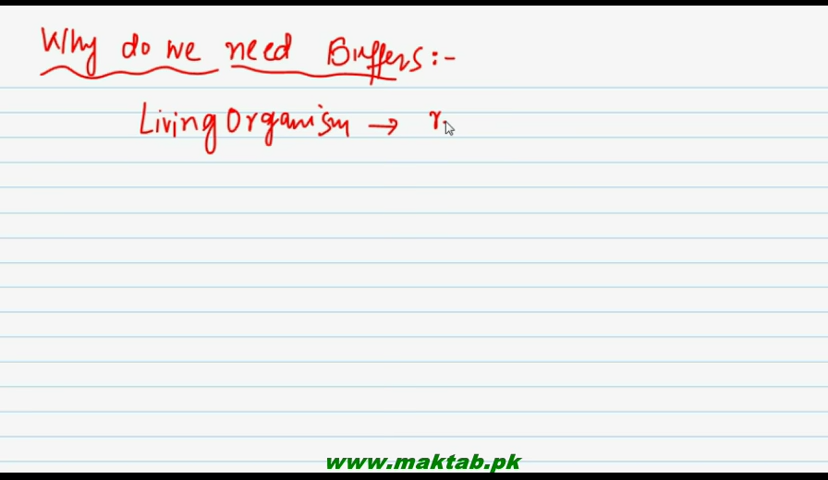 Why do we need Buffers:-
Living Organism → r
www.maktab.pk